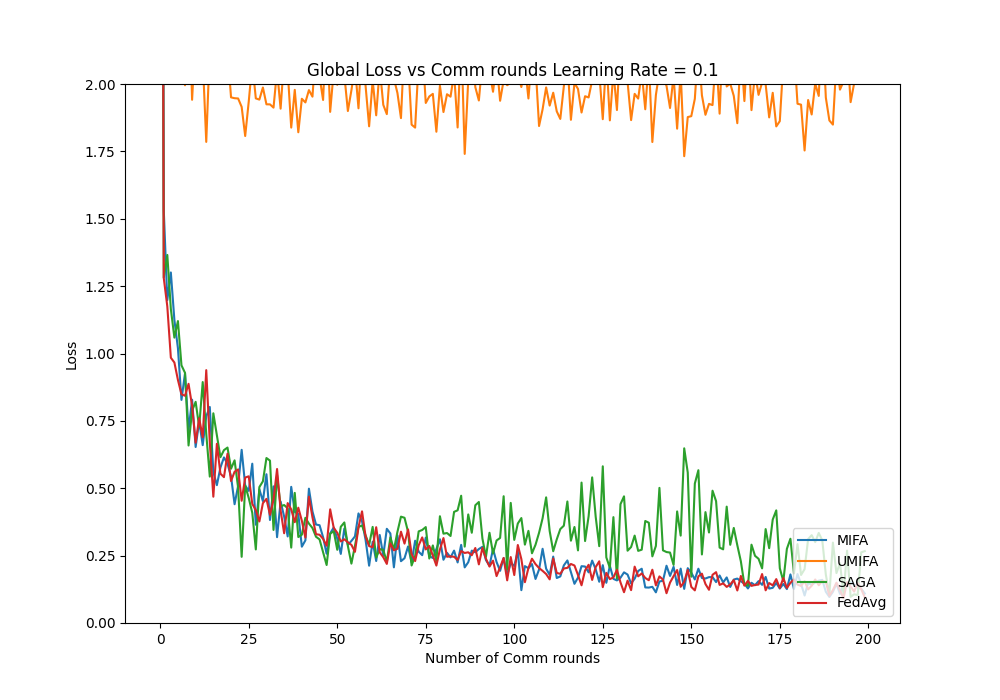 Global Loss vs Comm rounds Learning Rate = 0.1
2.00
1.75
1.50
1.25
1.00
0.75
0.50
0.25
0.00
Loss
0 25 50 75 100 125 150 175 200
Number of Comm rounds
MIFA
UMIFA
SAGA
FedAvg